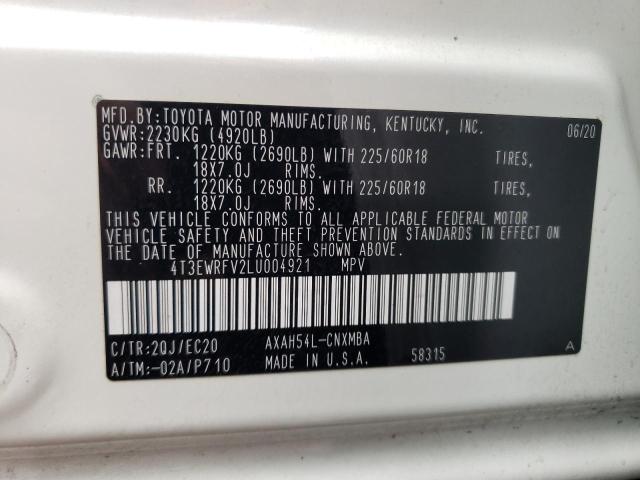 MFD.BY:TOYOTA MOTOR MANUFACTURING, KENTUCKY, INC. 06/20
GVWR:2230KG (4920LB)
GAWR:FRT. 1220KG (2690LB) WITH 225/60R18 TIRES,
18X7.0J RIMS.
RR. 1220KG (2690LB) WITH 225/60R18 TIRES,
18X7.0J RIMS.
THIS VEHICLE CONFORMS TO ALL APPLICABLE FEDERAL MOTOR
VEHICLE SAFETY AND THEFT PREVENTION STANDARDS IN EFFECT ON
THE DATE OF MANUFACTURE SHOWN ABOVE.
4T3EWRFV2LU004921 MPV
C/TR:2QJ/EC20 AXAH54L-CNXMBA
A/TM:-02A/P710 MADE IN U.S.A. 58315 A